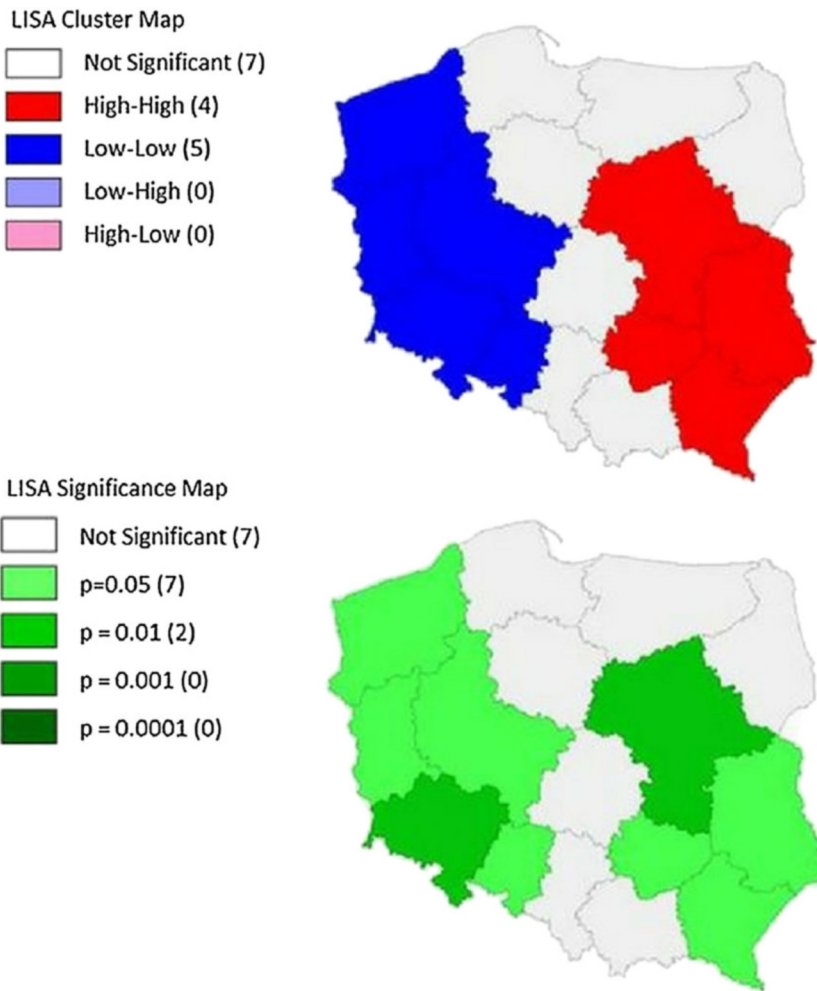 LISA Cluster Map
Not Significant (7)
High-High (4)
Low-Low (5)
Low-High (0)
High-Low (0)
LISA Significance Map
Not Significant (7)
p=0.05 (7)
p = 0.01 (2)
p = 0.001 (0)
p = 0.0001 (0)